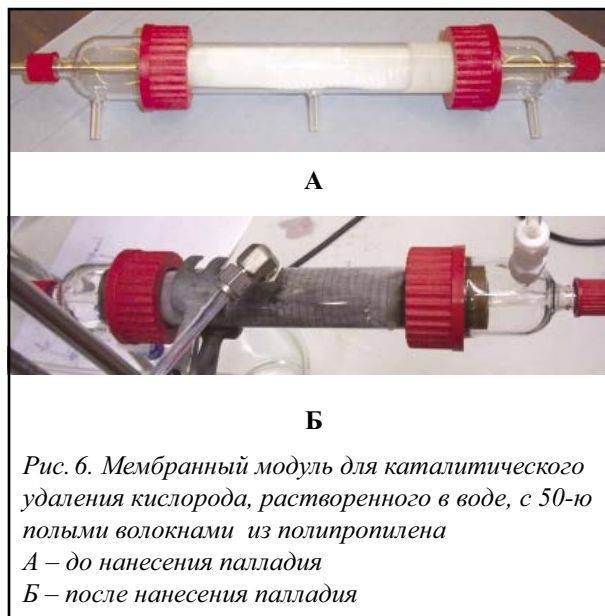 А
Б
Рис. 6. Мембранный модуль для каталитического
удаления кислорода, растворенного в воде, с 50-ю
полыми волокнами из полипропилена
А – до нанесения палладия
Б – после нанесения палладия